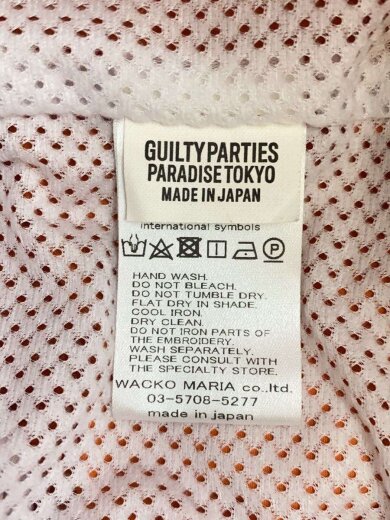 GUILTYPARTIES
PARADISE TOKYO
MADE IN JAPAN
international symbols
HAND WASH.
DO NOT BLEACH.
DO NOT TUMBLE DRY.
FLAT DRY IN SHADE.
COOL IRON.
DRY CLEAN.
DO NOT IRON PARTS OF
THE EMBROIDERY.
WASH SEPARATELY.
PLEASE CONSULT WITH
THE SPECIALTY STORE.
WACKO MARIA co.,ltd.
03-5708-5277
made in japan